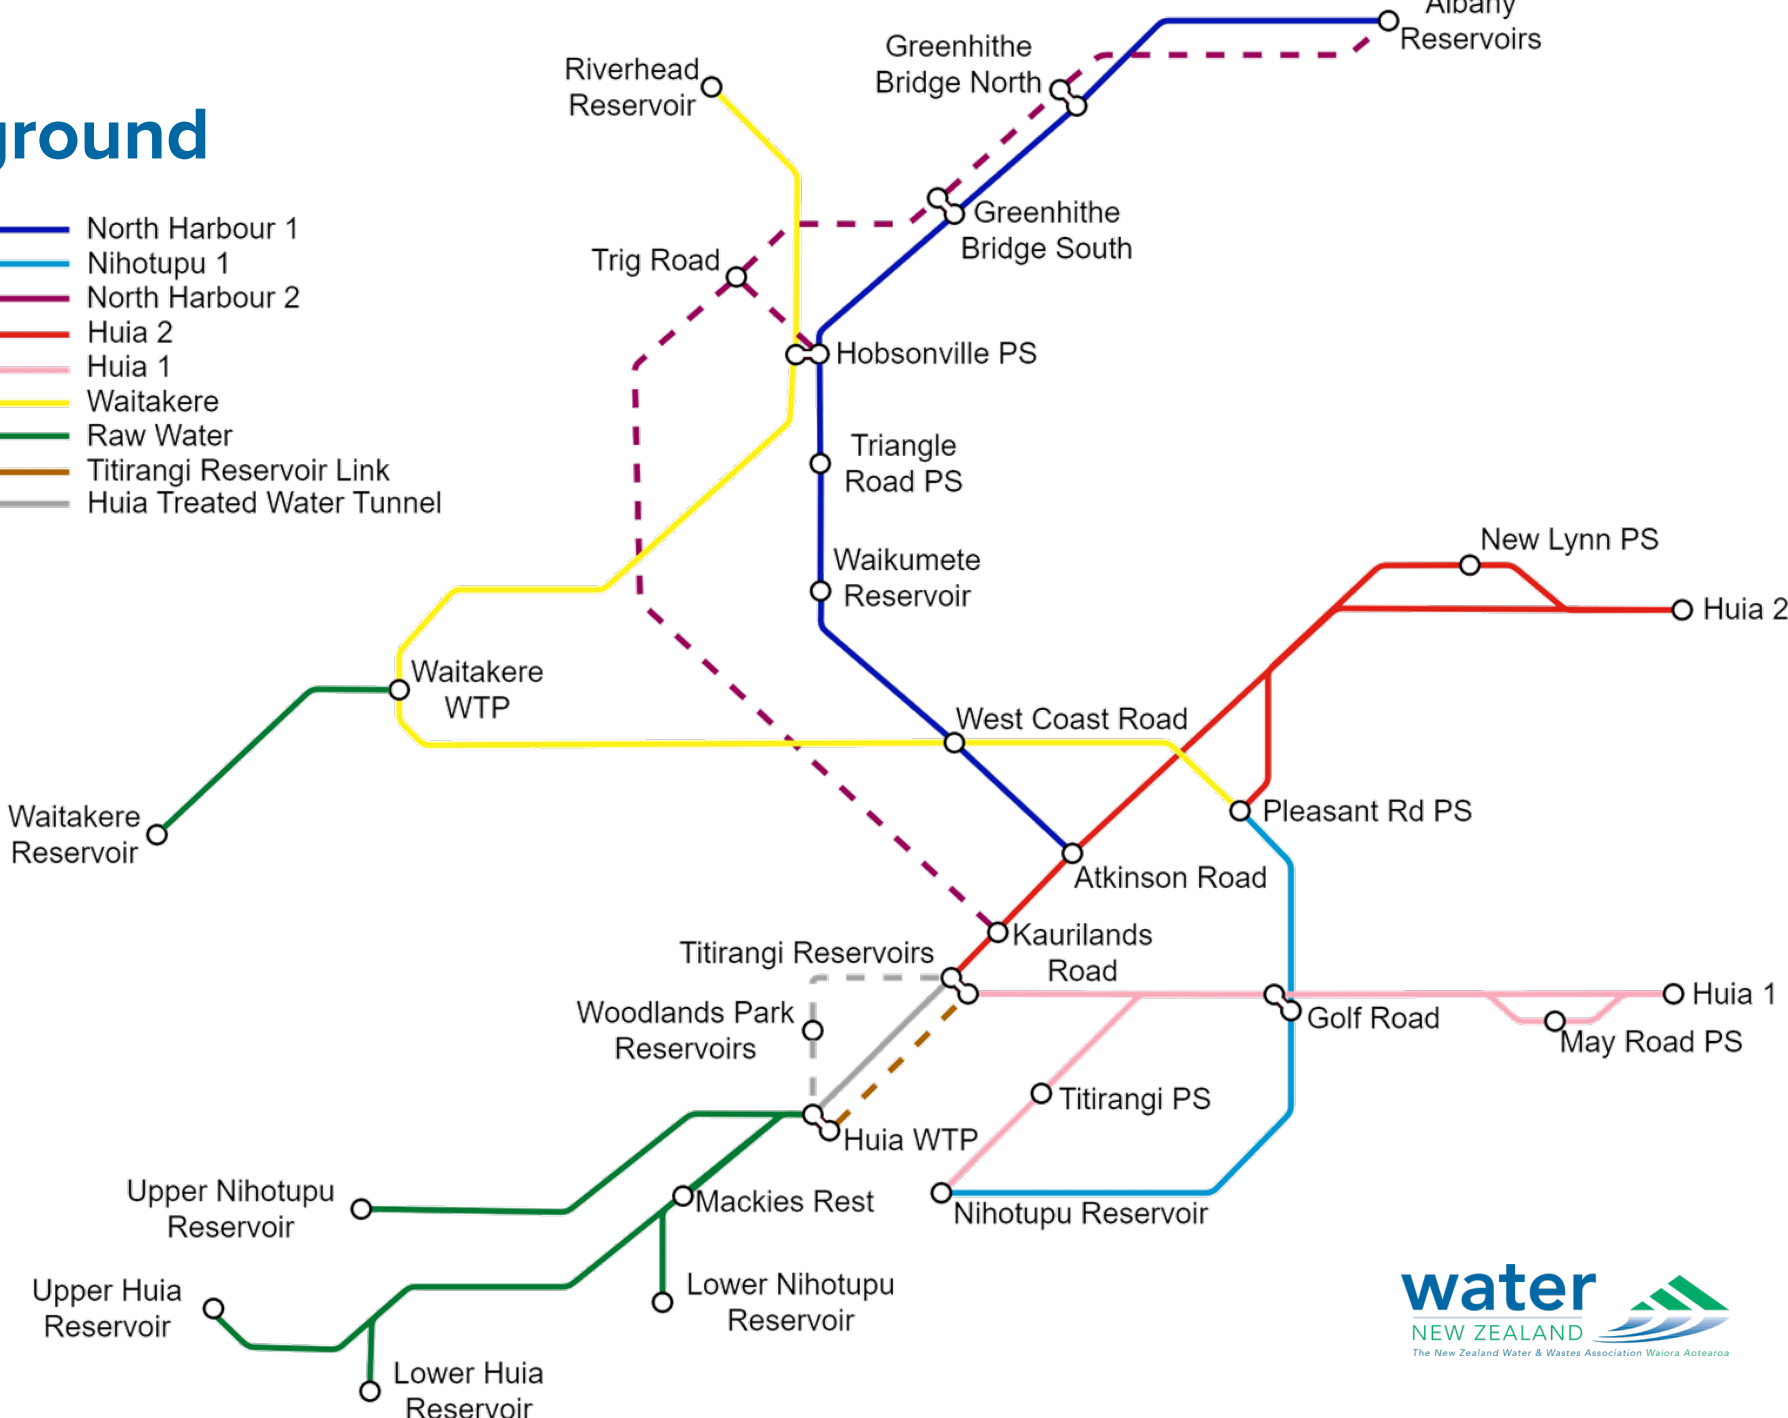 ground
North Harbour 1
Nihotupu 1
North Harbour 2
Huia 2
Huia 1
Waitakere
Raw Water
Titirangi Reservoir Link
Huia Treated Water Tunnel
Albany
Reservoirs
Greenhithe
Bridge North
Riverhead
Reservoir
Greenhithe
Bridge South
Trig Road
Hobsonville PS
Triangle
Road PS
Waikumete
Reservoir
New Lynn PS
Huia 2
Waitakere
WTP
West Coast Road
Waitakere
Reservoir
Pleasant Rd PS
Atkinson Road
Kaurilands
Road
Titirangi Reservoirs
Woodlands Park
Reservoirs
Huia 1
Golf Road
May Road PS
Titirangi PS
Huia WTP
Upper Nihotupu
Reservoir
Mackies Rest
Nihotupu Reservoir
Upper Huia
Reservoir
Lower Nihotupu
Reservoir
Lower Huia
Reservoir
water
NEW ZEALAND
The New Zealand Water & Wastes Association Waiora Aotearoa